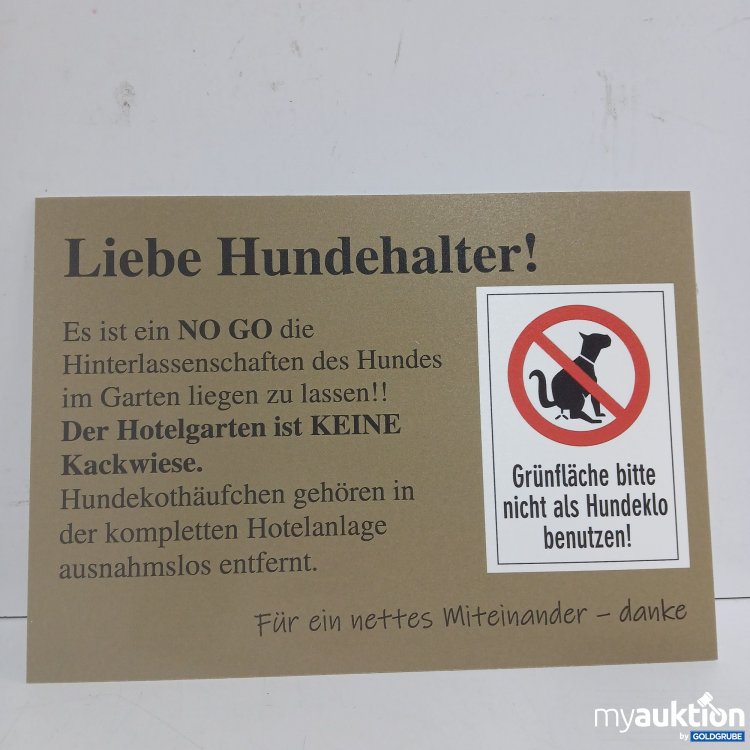 Liebe Hundehalter!
Es ist ein NO GO die
Hinterlassenschaften des Hundes
im Garten liegen zu lassen!!
Der Hotelgarten ist KEINE
Kackwiese.
Hundekothäufchen gehören in
der kompletten Hotelanlage
ausnahmslos entfernt.
Grünfläche bitte
nicht als Hundeklo
benutzen!
Für ein nettes Miteinander – danke
myauktion
by GOLDGRUBE